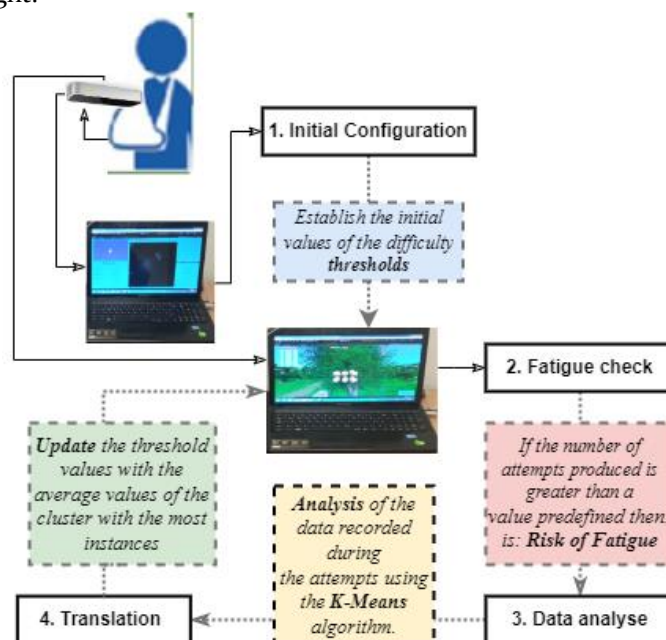 ght.
1. Initial Configuration
Establish the initial
values of the difficulty
thresholds
2. Fatigue check
Update the threshold
values with the
average values of the
cluster with the most
instances
If the number of
attempts produced is
greater than a
value predefined then
is: Risk of Fatigue
Analysis of the
data recorded
during
the attempts using
the K-Means
algorithm.
4. Translation
3. Data analyse